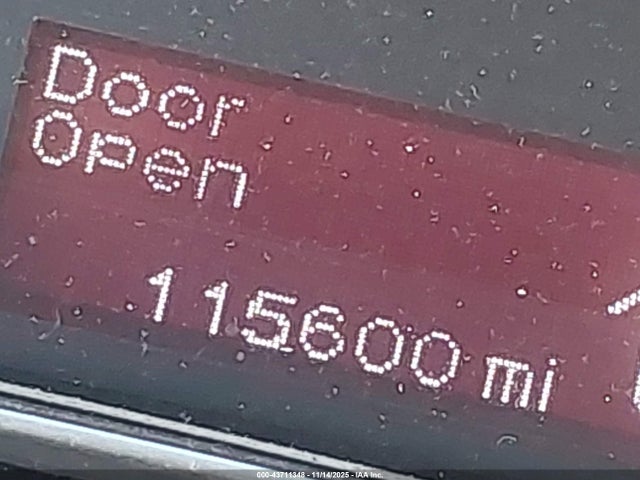 Door
Open
115600 mi
000-43711348 - 11/14/2025 - IAA Inc.